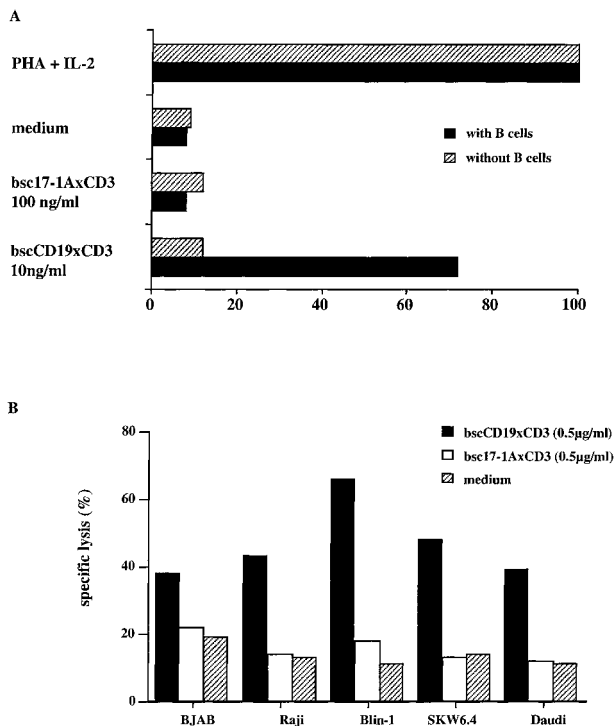 A
PHA + IL-2
medium
bsc17-1AxCD3
100 ng/ml
bscCD19xCD3
10ng/ml
with B cells
without B cells
0 20 40 60 80 100
B
bscCD19xCD3 (0.5µg/ml)
bsc17-1AxCD3 (0.5µg/ml)
medium
specific lysis (%)
80
60
40
20
0
BJAB Raji Blin-1 SKW6.4 Daudi